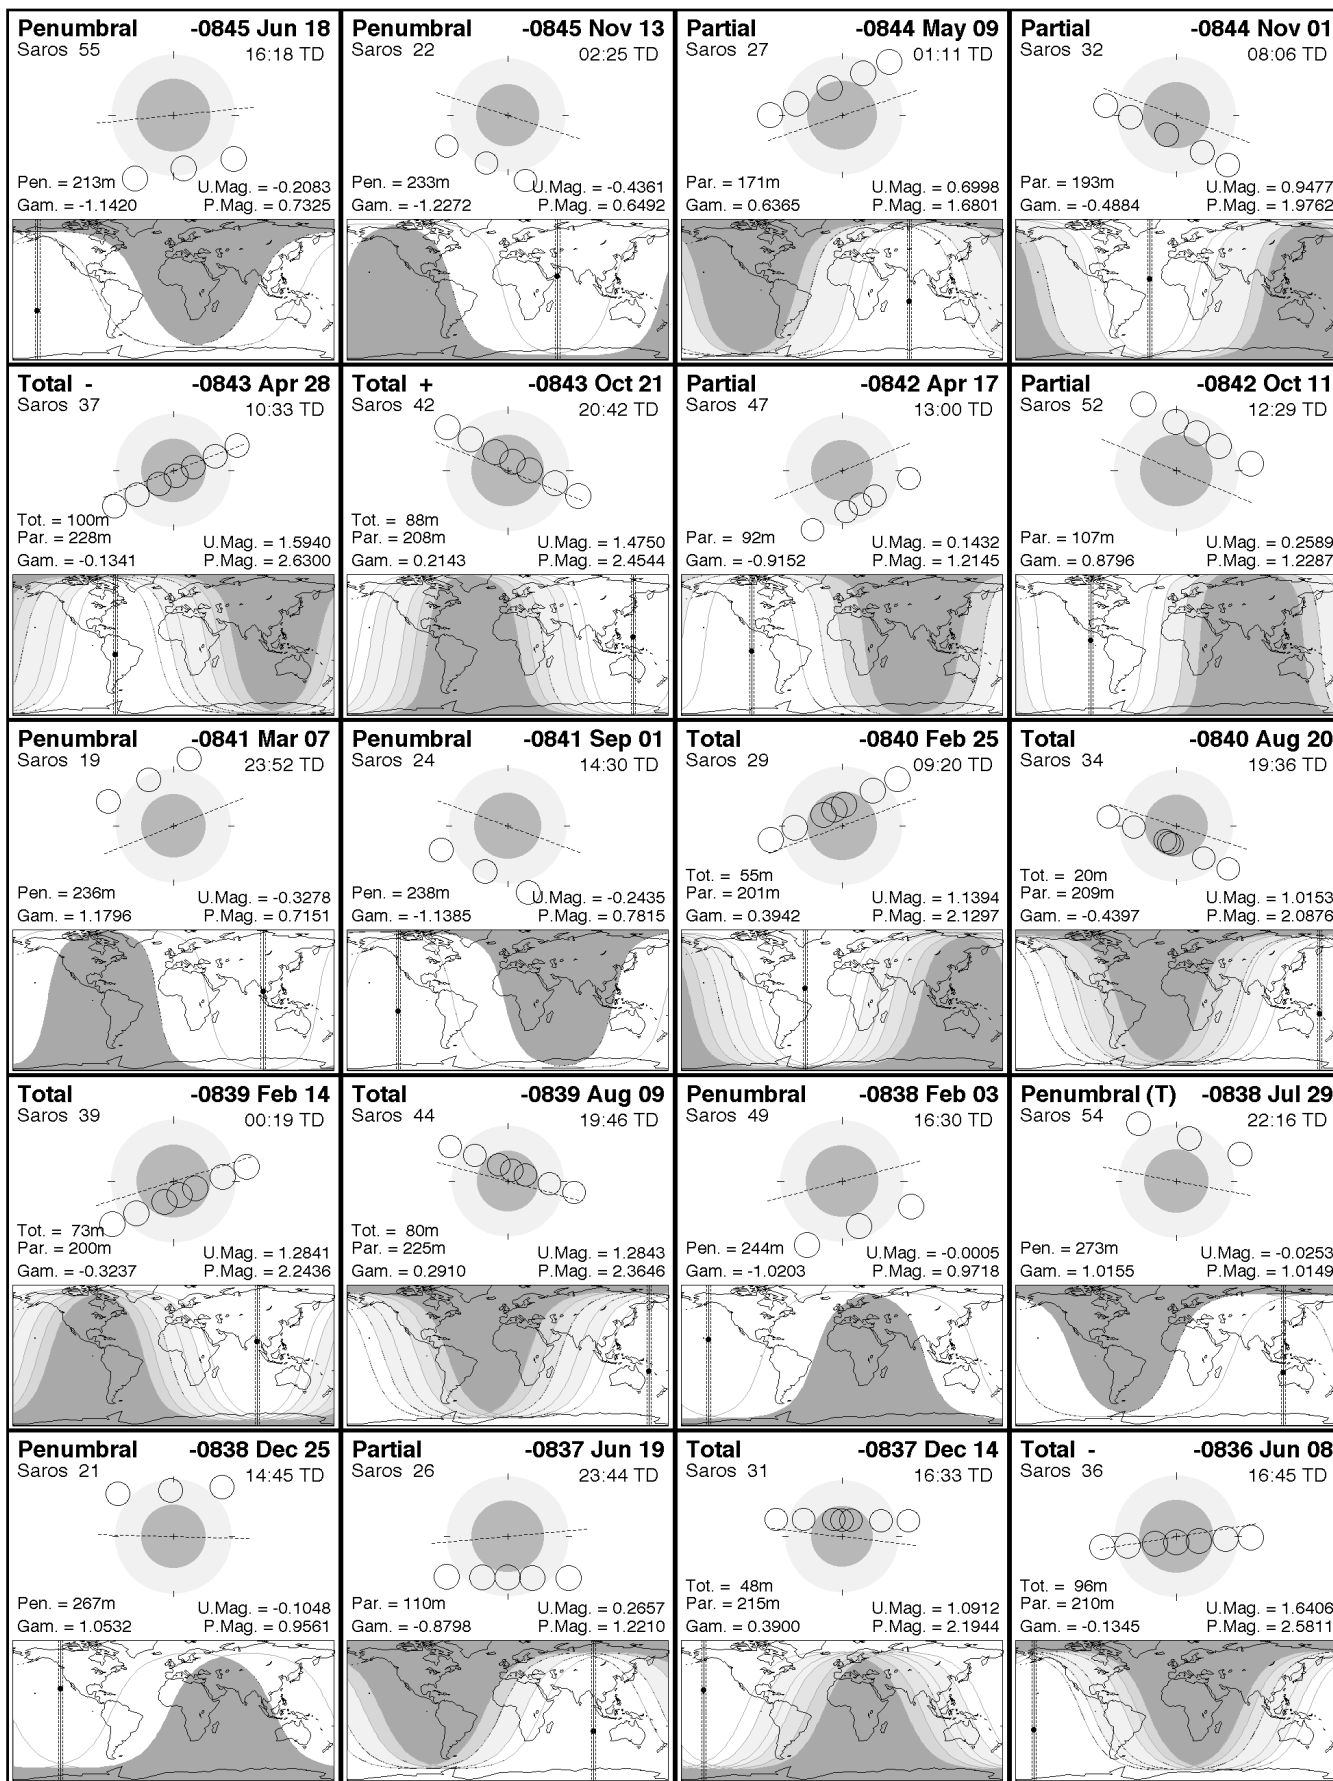 Penumbral -0845 Jun 18
Saros 55 16:18 TD
Pen. = 213m U.Mag. = -0.2083
Gam. = -1.1420 P.Mag. = 0.7325
Penumbral -0845 Nov 13
Saros 22 02:25 TD
Pen. = 233m U.Mag. = -0.4361
Gam. = -1.2272 P.Mag. = 0.6492
Partial -0844 May 09
Saros 27 01:11 TD
Par. = 171m U.Mag. = 0.6998
Gam. = 0.6365 P.Mag. = 1.6801
Partial -0844 Nov 01
Saros 32 08:06 TD
Par. = 193m U.Mag. = 0.9477
Gam. = -0.4884 P.Mag. = 1.9762
Total - -0843 Apr 28
Saros 37 10:33 TD
Tot. = 100m
Par. = 228m U.Mag. = 1.5940
Gam. = -0.1341 P.Mag. = 2.6300
Total + -0843 Oct 21
Saros 42 20:42 TD
Tot. = 88m
Par. = 208m U.Mag. = 1.4750
Gam. = 0.2143 P.Mag. = 2.4544
Partial -0842 Apr 17
Saros 47 13:00 TD
Par. = 92m U.Mag. = 0.1432
Gam. = -0.9152 P.Mag. = 1.2145
Partial -0842 Oct 11
Saros 52 12:29 TD
Par. = 107m U.Mag. = 0.2589
Gam. = 0.8796 P.Mag. = 1.2287
Penumbral -0841 Mar 07
Saros 19 23:52 TD
Pen. = 236m U.Mag. = -0.3278
Gam. = 1.1796 P.Mag. = 0.7151
Penumbral -0841 Sep 01
Saros 24 14:30 TD
Pen. = 238m U.Mag. = -0.2435
Gam. = -1.1385 P.Mag. = 0.7815
Total -0840 Feb 25
Saros 29 09:20 TD
Tot. = 55m
Par. = 201m U.Mag. = 1.1394
Gam. = 0.3942 P.Mag. = 2.1297
Total -0840 Aug 20
Saros 34 19:36 TD
Tot. = 20m
Par. = 209m U.Mag. = 1.0153
Gam. = -0.4397 P.Mag. = 2.0876
Total -0839 Feb 14
Saros 39 00:19 TD
Tot. = 73m
Par. = 200m U.Mag. = 1.2841
Gam. = -0.3237 P.Mag. = 2.2436
Total -0839 Aug 09
Saros 44 19:46 TD
Tot. = 80m
Par. = 225m U.Mag. = 1.2843
Gam. = 0.2910 P.Mag. = 2.3646
Penumbral -0838 Feb 03
Saros 49 16:30 TD
Pen. = 244m U.Mag. = -0.0005
Gam. = -1.0203 P.Mag. = 0.9718
Penumbral (T) -0838 Jul 29
Saros 54 22:16 TD
Pen. = 273m U.Mag. = -0.0253
Gam. = 1.0155 P.Mag. = 1.0149
Penumbral -0838 Dec 25
Saros 21 14:45 TD
Pen. = 267m U.Mag. = -0.1048
Gam. = 1.0532 P.Mag. = 0.9561
Partial -0837 Jun 19
Saros 26 23:44 TD
Par. = 110m U.Mag. = 0.2657
Gam. = -0.8798 P.Mag. = 1.2210
Total -0837 Dec 14
Saros 31 16:33 TD
Tot. = 48m
Par. = 215m U.Mag. = 1.0912
Gam. = 0.3900 P.Mag. = 2.1944
Total - -0836 Jun 08
Saros 36 16:45 TD
Tot. = 96m
Par. = 210m U.Mag. = 1.6406
Gam. = -0.1345 P.Mag. = 2.5811